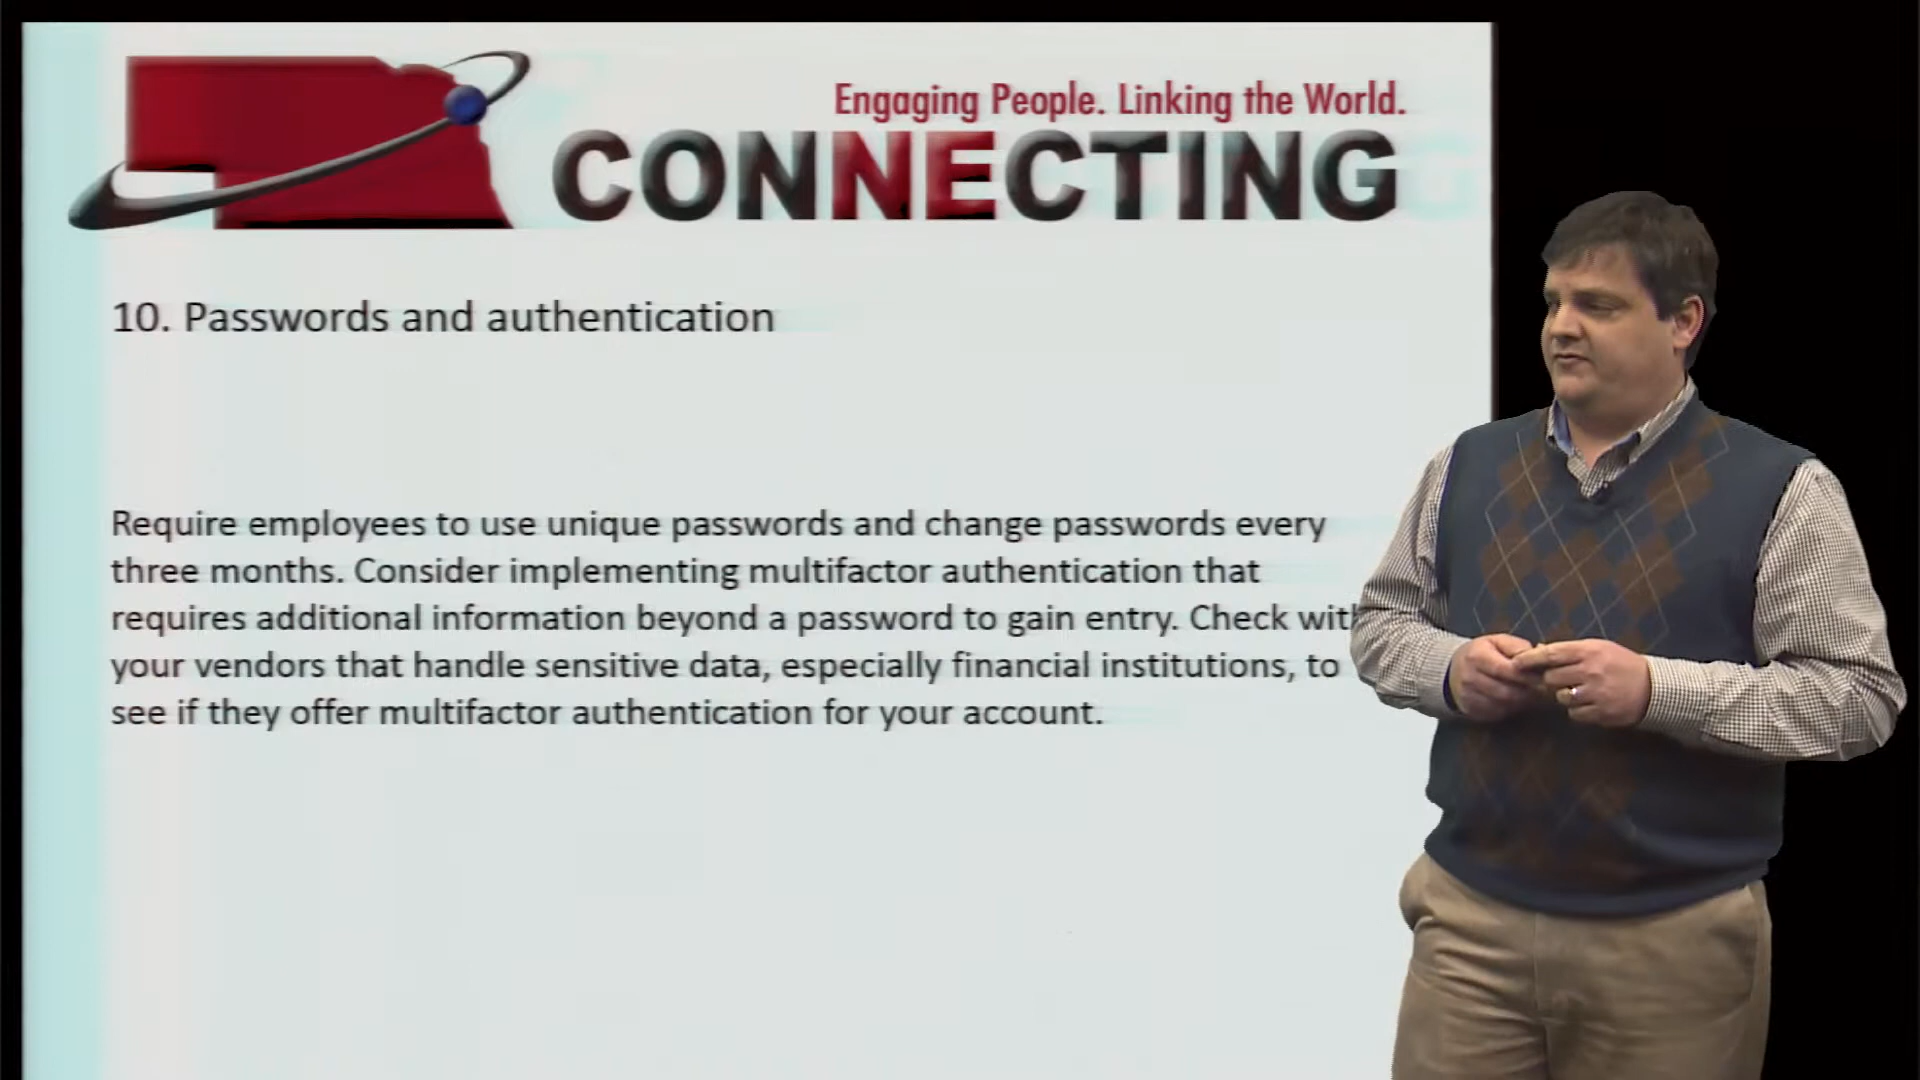 Engaging People. Linking the World.
CONNECTING
10. Passwords and authentication
Require employees to use unique passwords and change passwords every
three months. Consider implementing multifactor authentication that
requires additional information beyond a password to gain entry. Check with
your vendors that handle sensitive data, especially financial institutions, to
see if they offer multifactor authentication for your account.